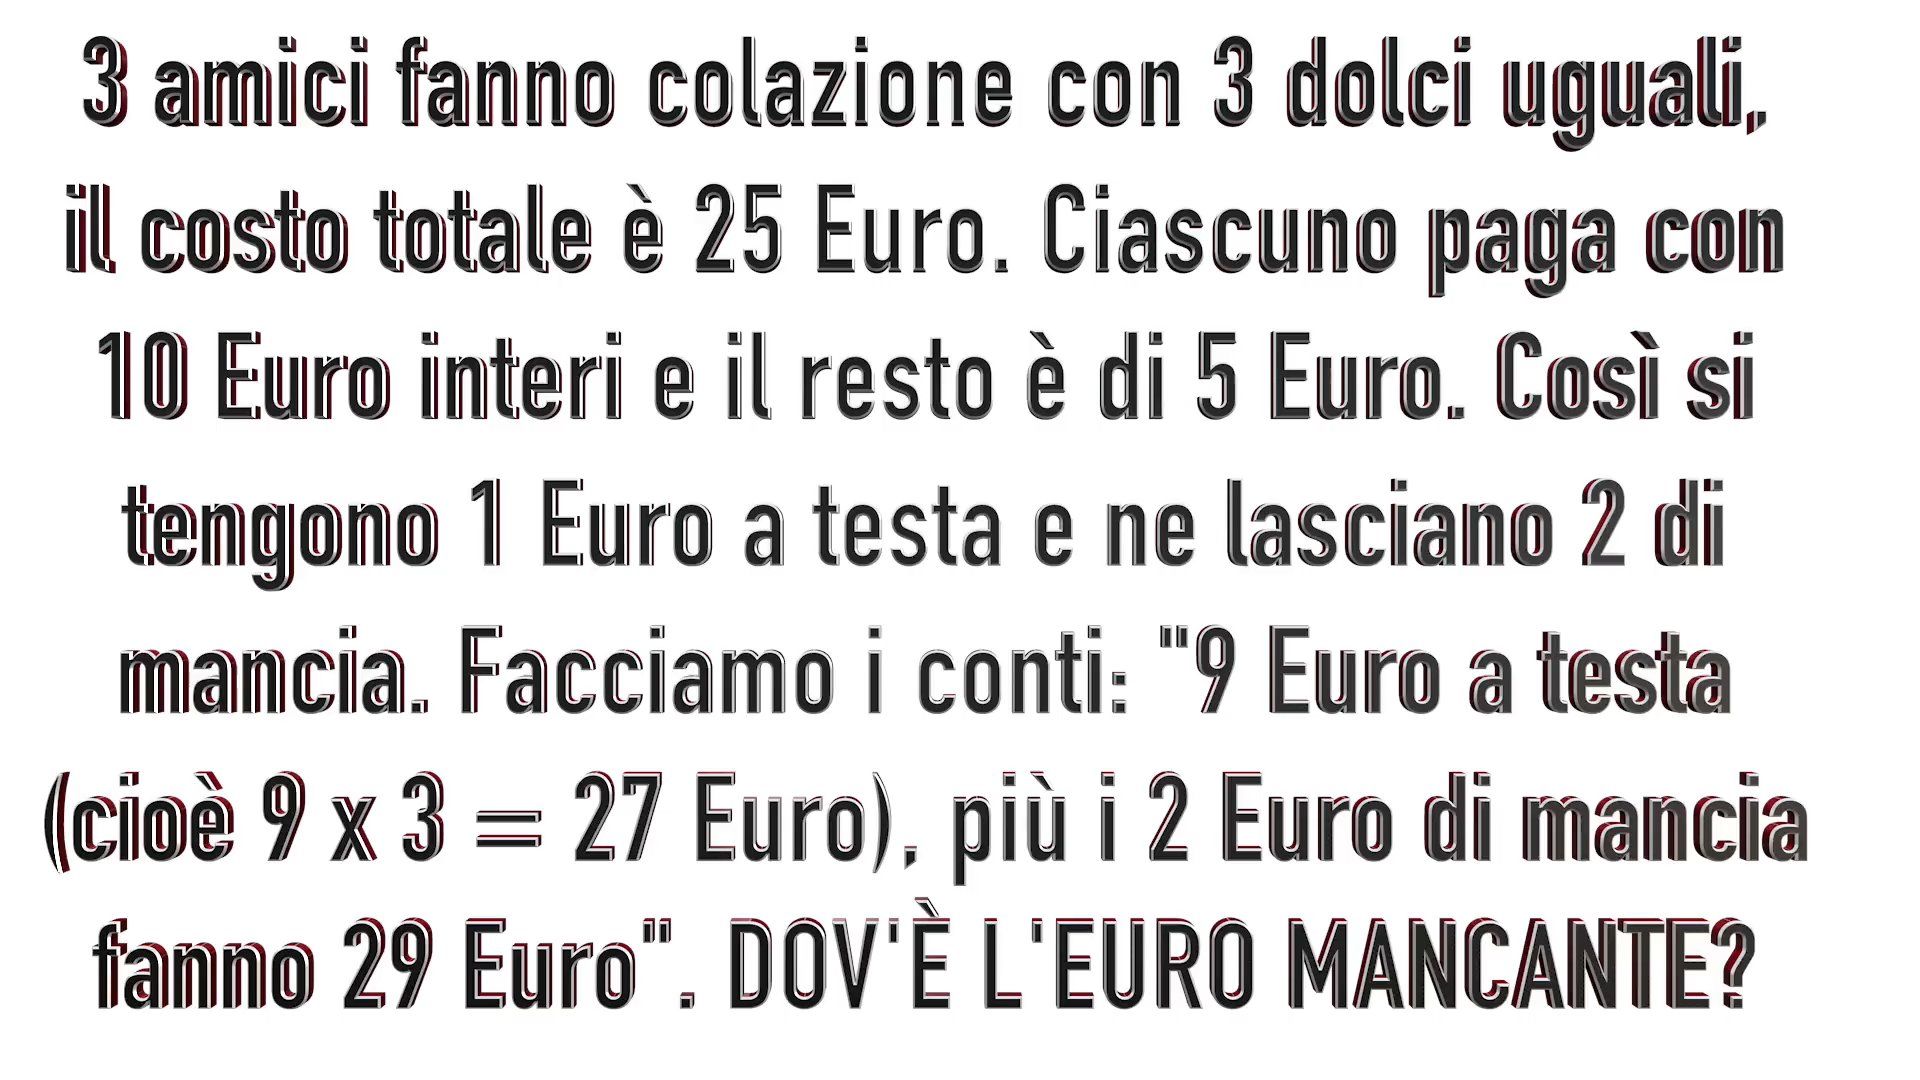 3 amici fanno colazione con 3 dolci uguali,
il costo totale è 25 Euro. Ciascuno paga con
10 Euro interi e il resto è di 5 Euro. Così si
tengono 1 Euro a testa e ne lasciano 2 di
mancia. Facciamo i conti: "9 Euro a testa
(cioè 9 x 3 = 27 Euro), più i 2 Euro di mancia
fanno 29 Euro". DOV'È L'EURO MANCANTE?